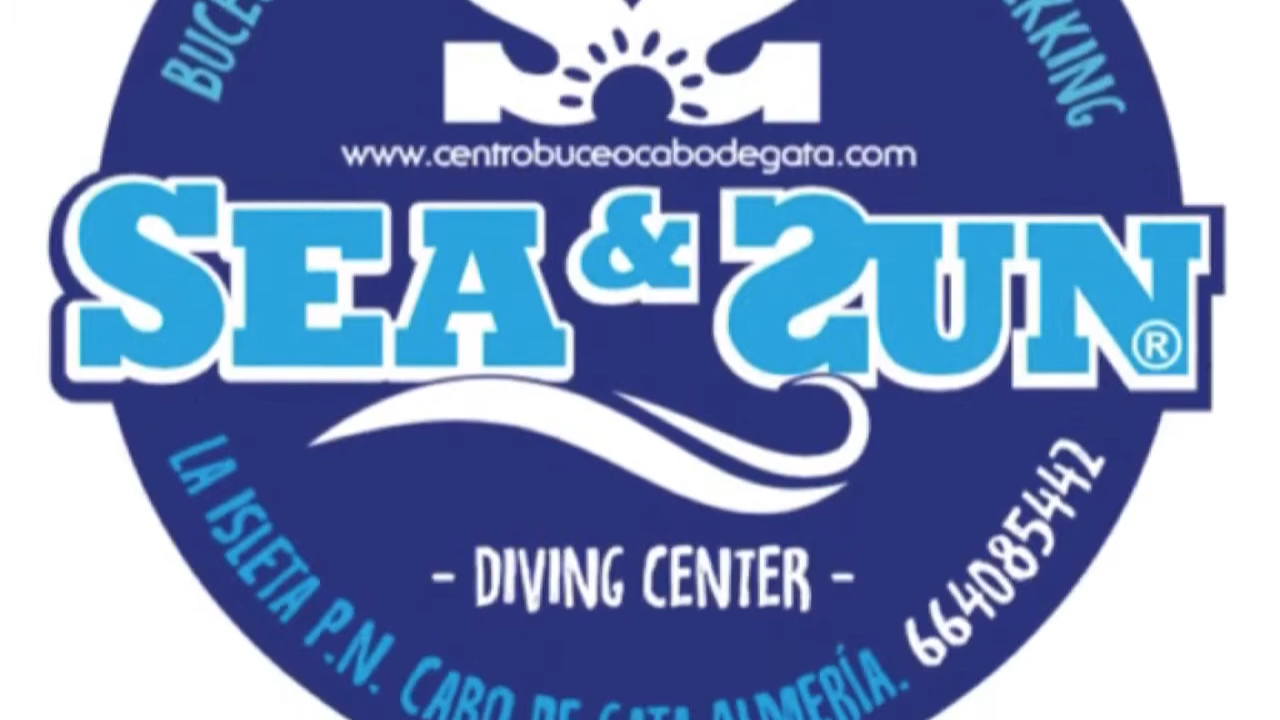 www.centrobuceocabodegata.com
SEA & SUN ®
- DIVING CENTER -
LA ISLETA P.N. CABO DE GATA ALMERÍA. 664085442